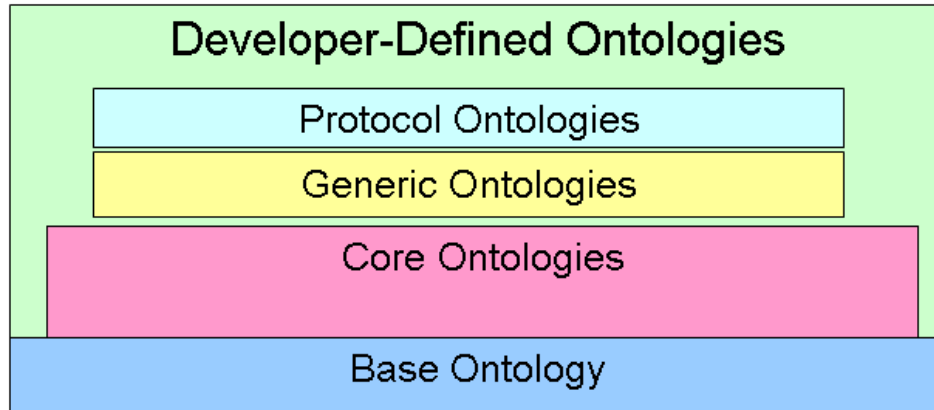 Developer-Defined Ontologies
Protocol Ontologies
Generic Ontologies
Core Ontologies
Base Ontology